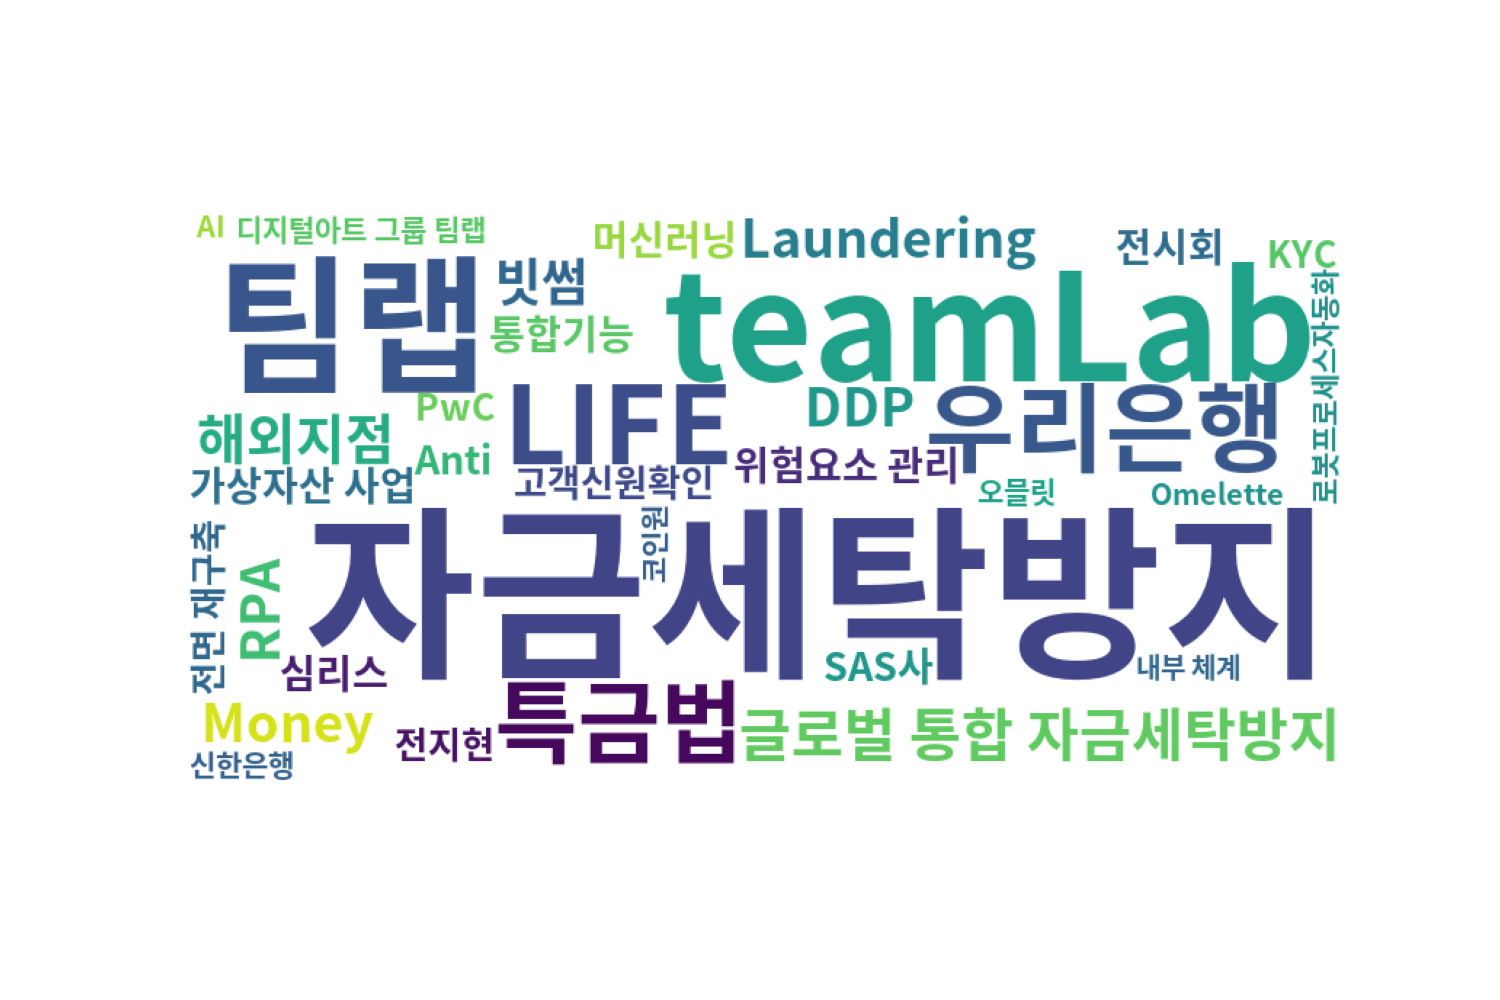 AI
디지털아트 그룹 팀랩
머신러닝
Laundering
전시회
KYC
팀랩
빗썸
teamLab
로봇프로세스자동화
통합기능
해외지점
PwC
LIFE
DDP
우리은행
Anti
위험요소 관리
가상자산 사업
고객신원확인
오믈릿
Omelette
전면 재구축
RPA
자금세탁방지
코인원
심리스
SAS사
내부 체계
Money
전지현
특금법
글로벌 통합 자금세탁방지
신한은행